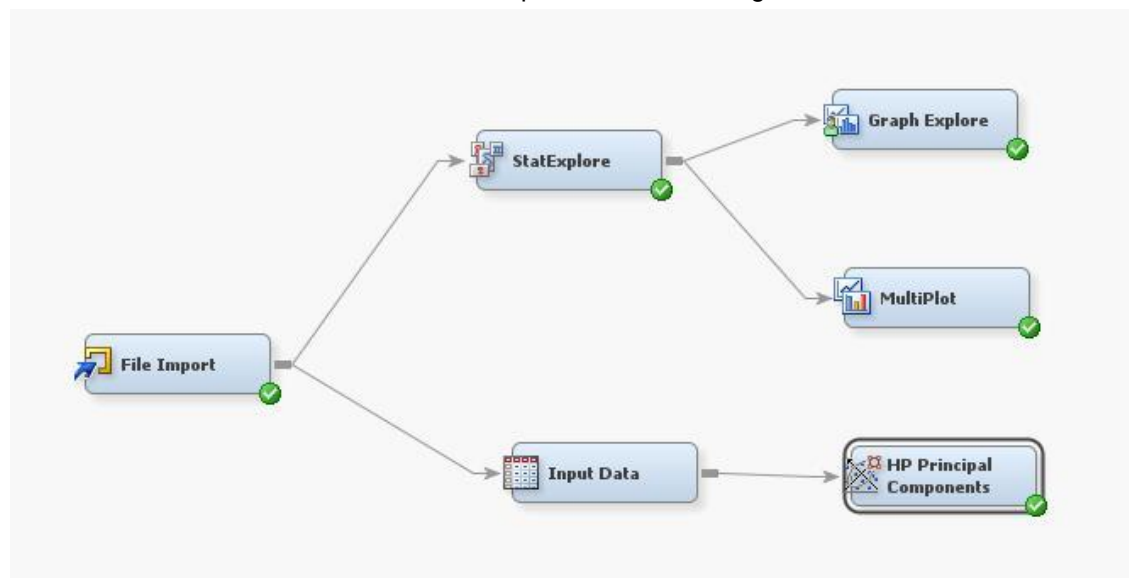 Graph Explore
StatExplore
MultiPlot
File Import
Input Data
HP Principal
Components